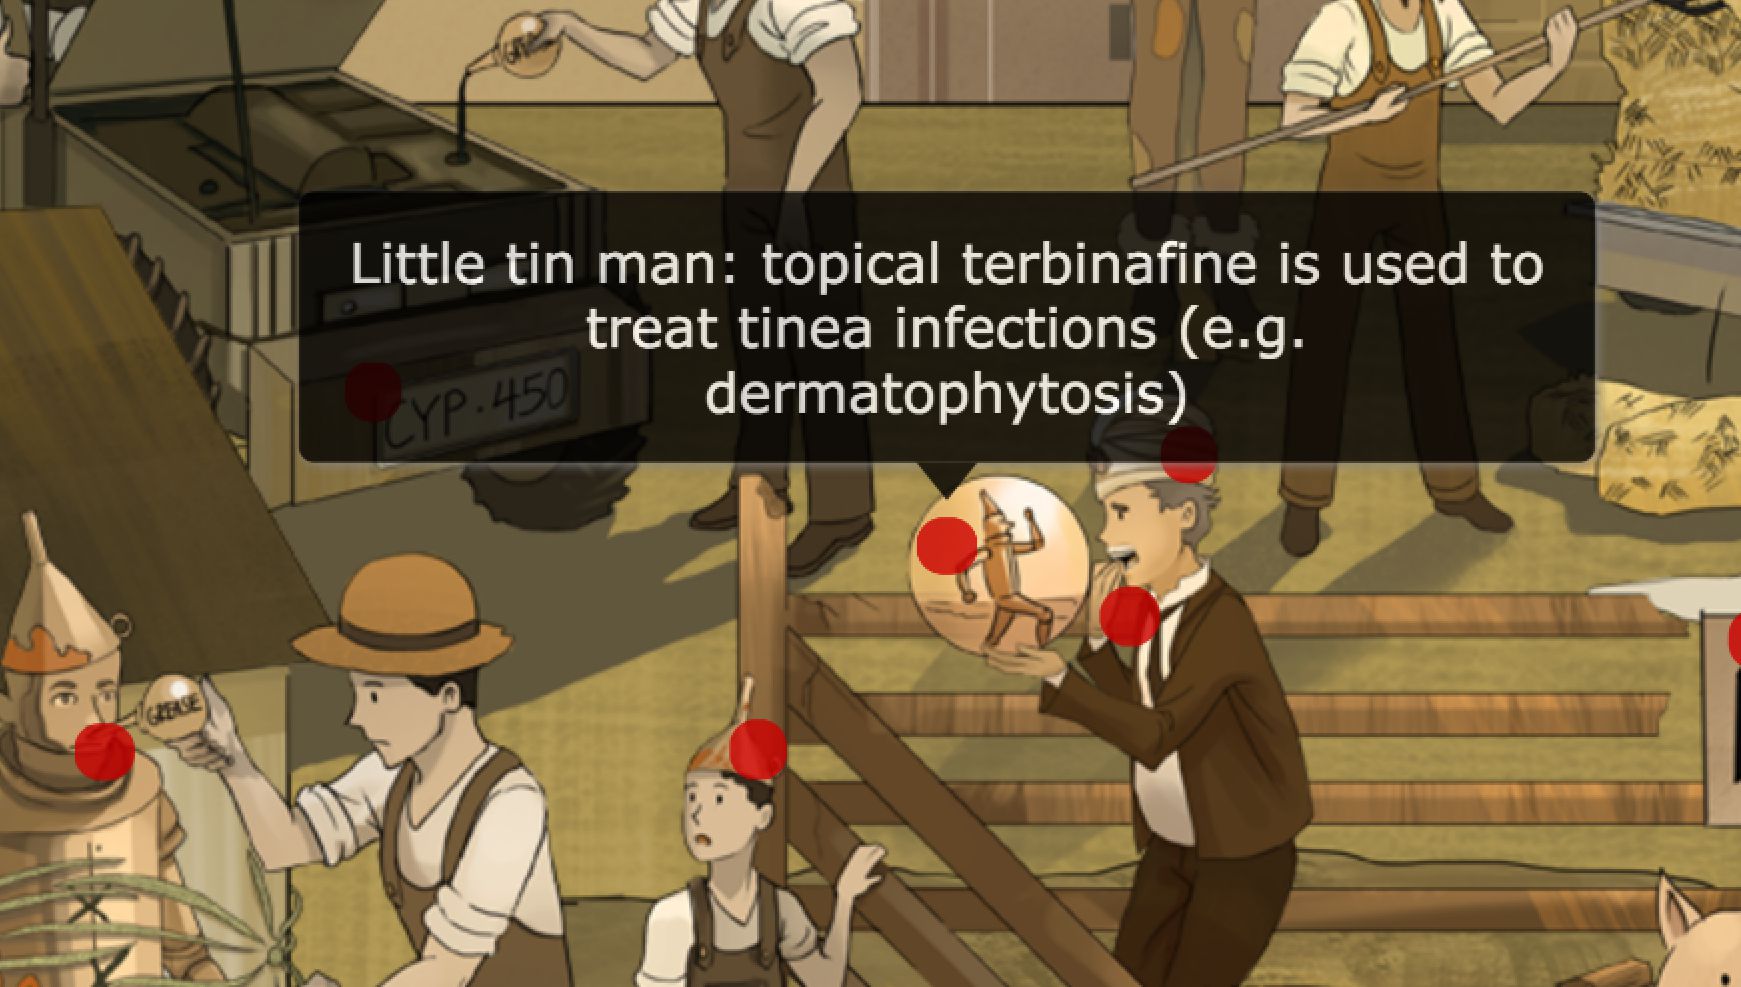 Little tin man: topical terbinafine is used to
treat tinea infections (e.g.
dermatophytosis)
CYP·450
GREASE